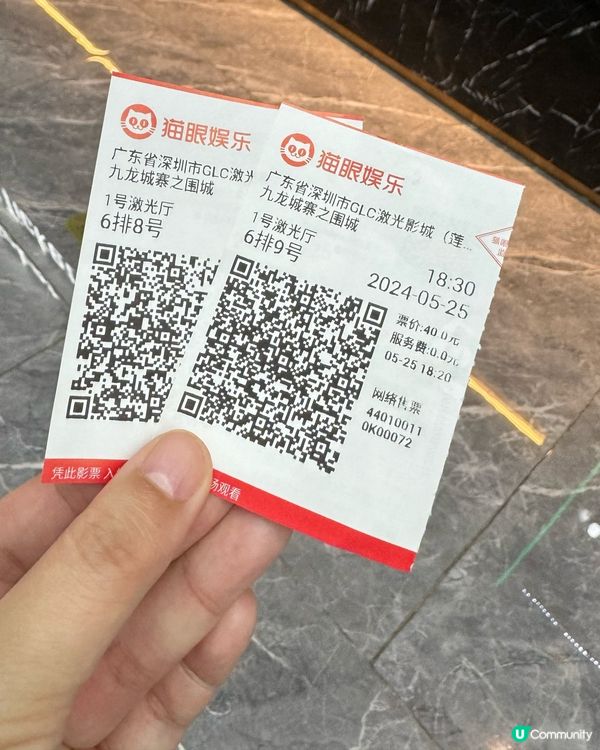 猫眼娱乐
广东省深圳市GLC激光
九龙城寨之围城
1号激光厅
6排8号
凭此影票 入
猫眼娱乐
广东省深圳市GLC激光影城（莲...
九龙城寨之围城
1号激光厅
6排9号
18:30
2024-05-25
票价:40.0元
服务费:0.0元
05-25 18:20
网络售票
44010011
0K00072
场观看
U Community